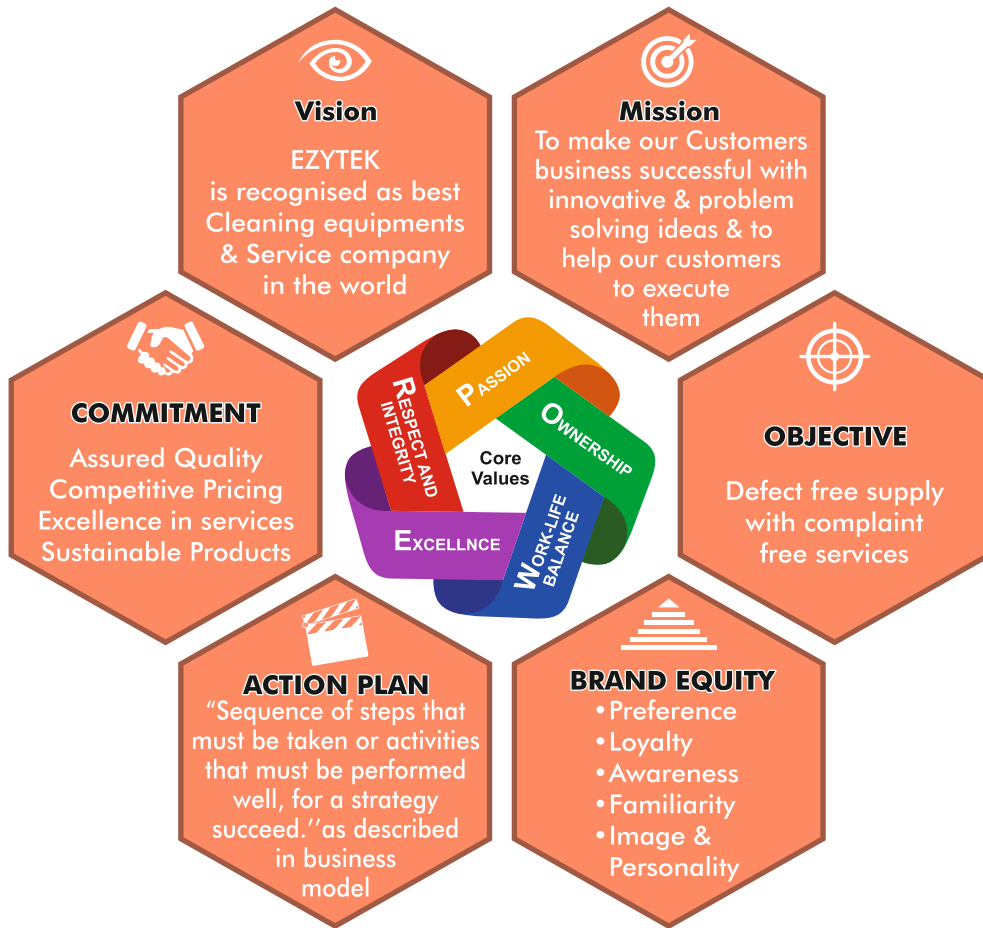 Vision
EZYTEK
is recognised as best
Cleaning equipments
& Service company
in the world
Mission
To make our Customers
business successful with
innovative & problem
solving ideas & to
help our customers
to execute
them
COMMITMENT
Assured Quality
Competitive Pricing
Excellence in services
Sustainable Products
PASSION
OWNERSHIP
WORK-LIFE
BALANCE
EXCELLNCE
RESPECT AND
INTEGRITY
Core
Values
OBJECTIVE
Defect free supply
with complaint
free services
ACTION PLAN
“Sequence of steps that
must be taken or activities
that must be performed
well, for a strategy
succeed.’’as described
in business
model
BRAND EQUITY
•Preference
•Loyalty
•Awareness
•Familiarity
•Image &
Personality